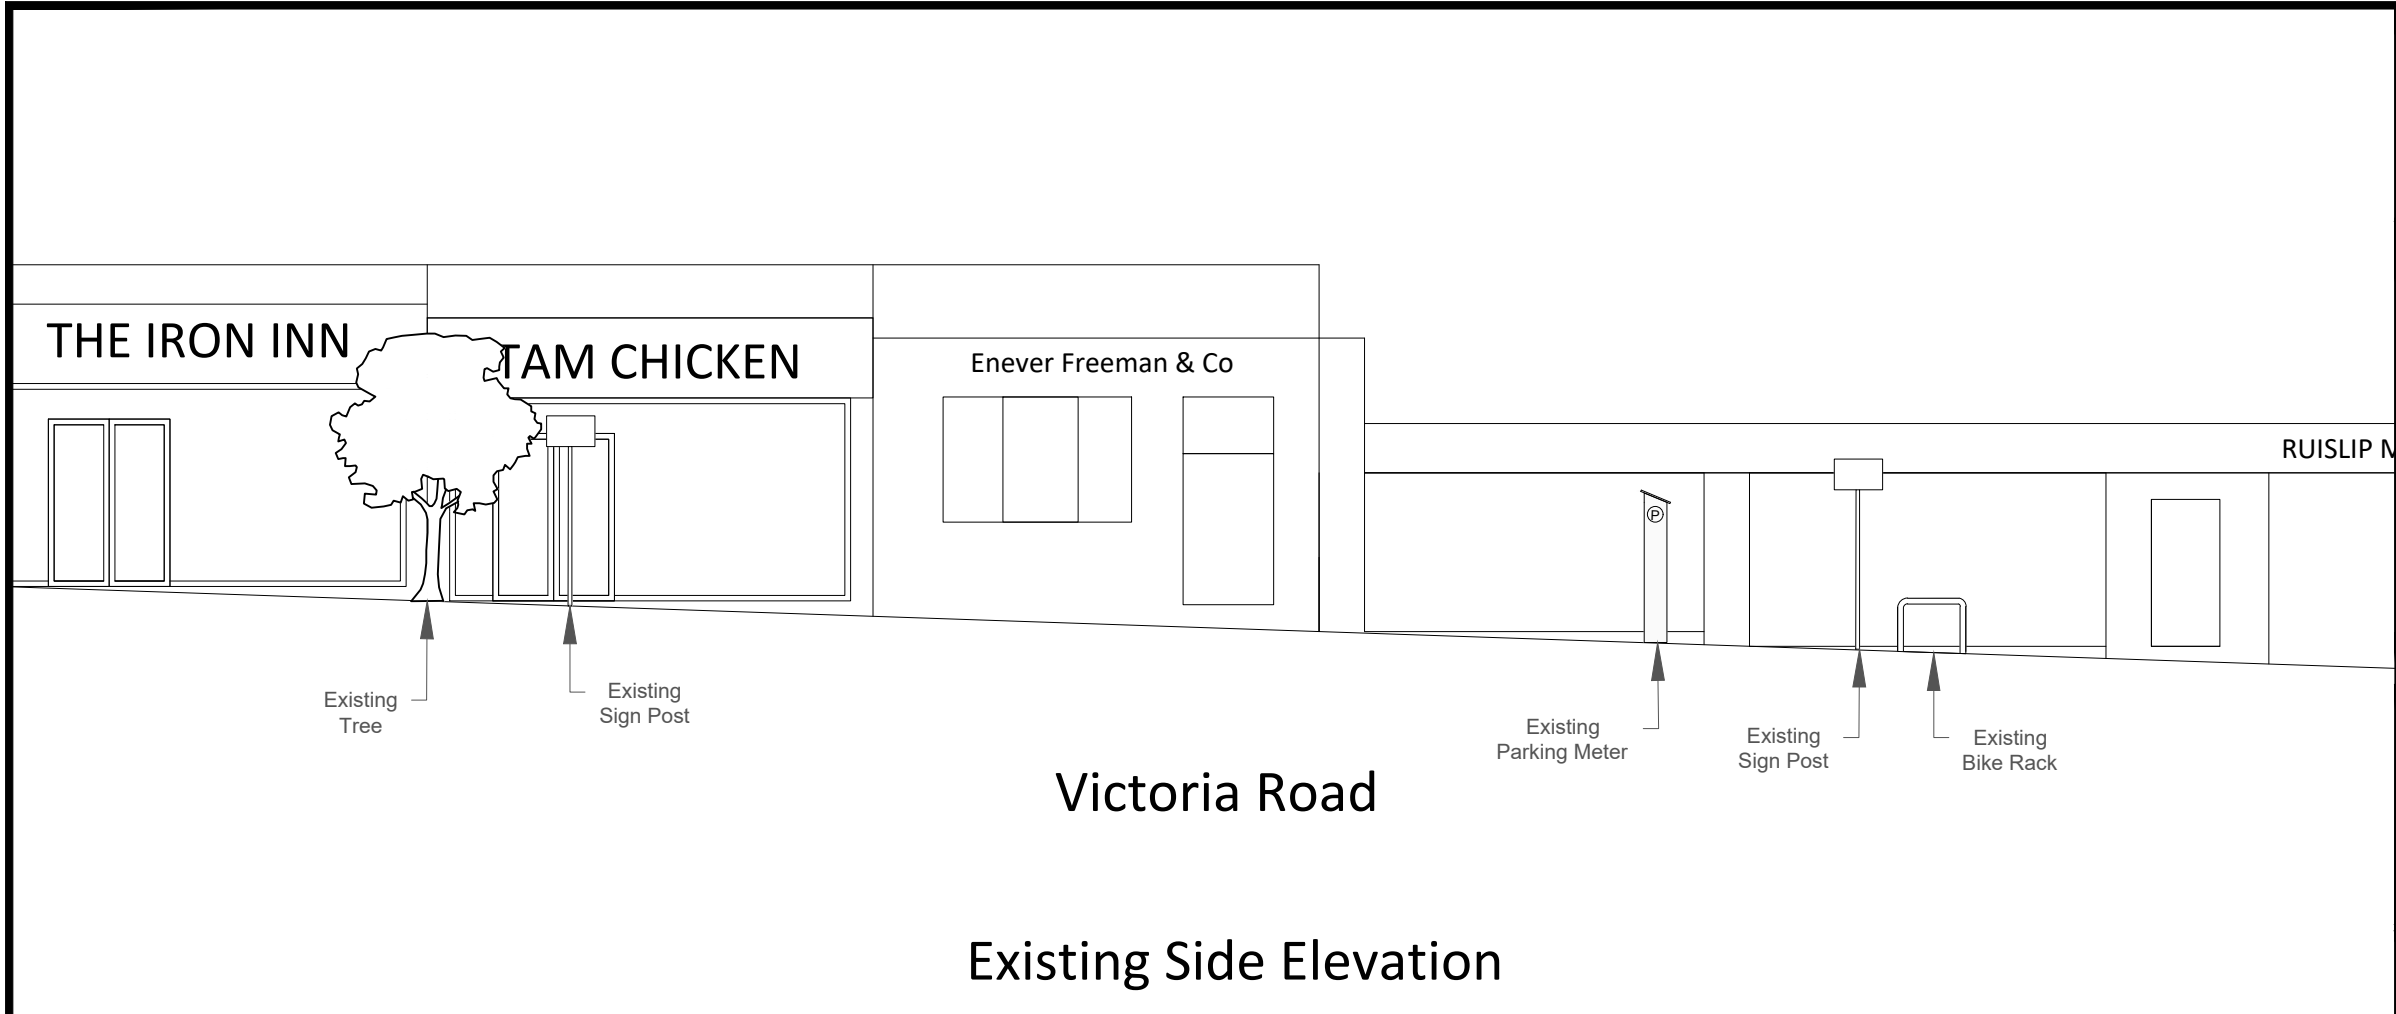 THE IRON INN
TAM CHICKEN
Enever Freeman & Co
RUISLIP
P
Existing
Tree
Existing
Sign Post
Existing
Parking Meter
Existing
Sign Post
Existing
Bike Rack
Victoria Road
Existing Side Elevation